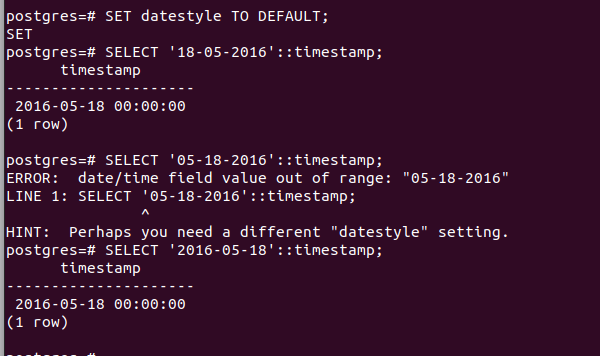 postgres=# SET datestyle TO DEFAULT;
SET
postgres=# SELECT '18-05-2016'::timestamp;
timestamp
---------------------
2016-05-18 00:00:00
(1 row)
postgres=# SELECT '05-18-2016'::timestamp;
ERROR:  date/time field value out of range: "05-18-2016"
LINE 1: SELECT '05-18-2016'::timestamp;
^
HINT:  Perhaps you need a different "datestyle" setting.
postgres=# SELECT '2016-05-18'::timestamp;
timestamp
---------------------
2016-05-18 00:00:00
(1 row)
postgres=#